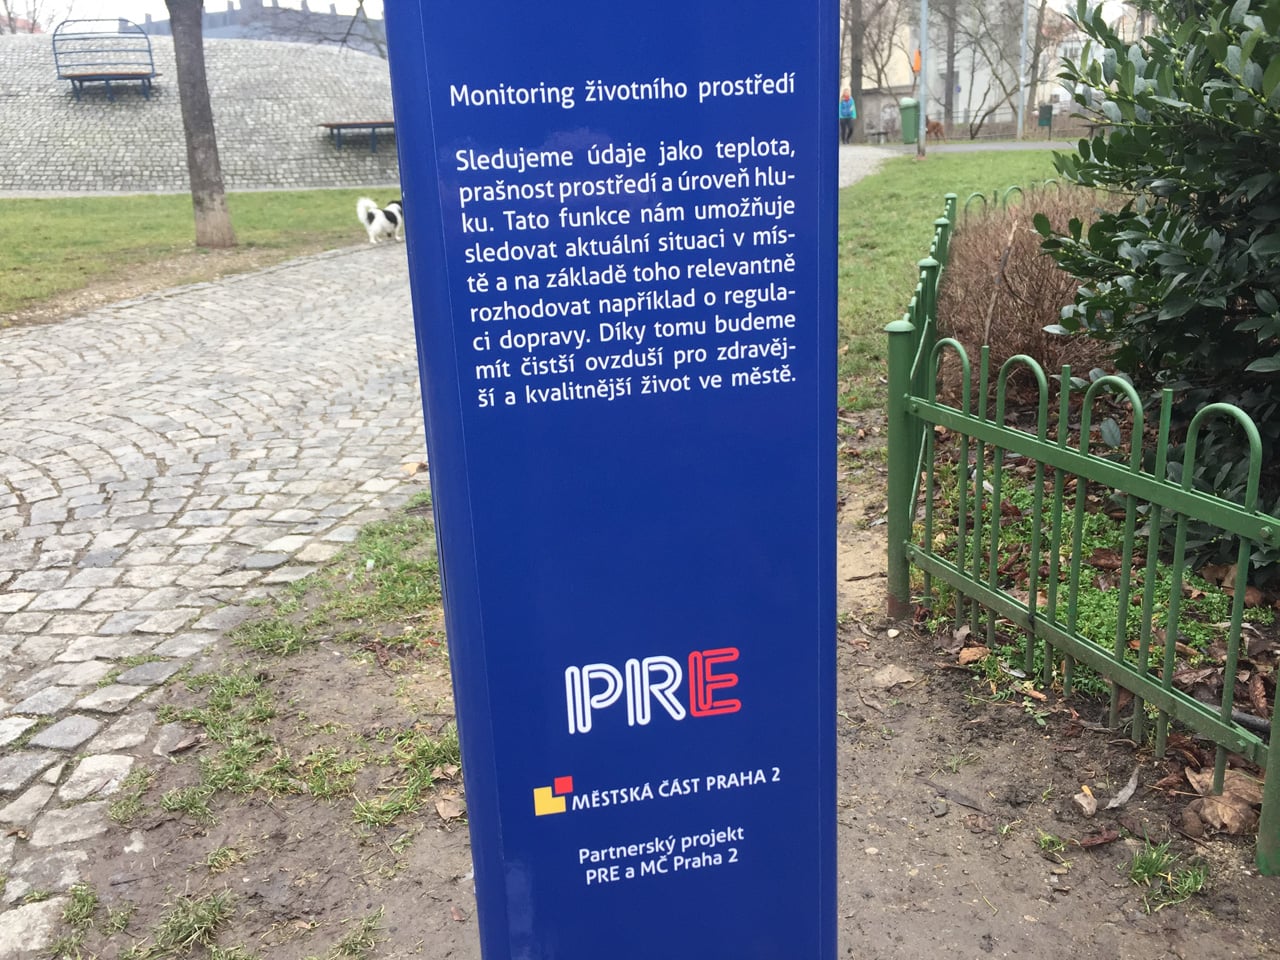 Monitoring životního prostředí
Sledujeme údaje jako teplota,
prašnost prostředí a úroveň hlu-
ku. Tato funkce nám umožňuje
sledovat aktuální situaci v mís-
tě a na základě toho relevantně
rozhodovat například o regula-
ci dopravy. Díky tomu budeme
mít čistší ovzduší pro zdravěj-
ší a kvalitnější život ve městě.
PRE
MĚSTSKÁ ČÁST PRAHA 2
Partnerský projekt
PRE a MČ Praha 2